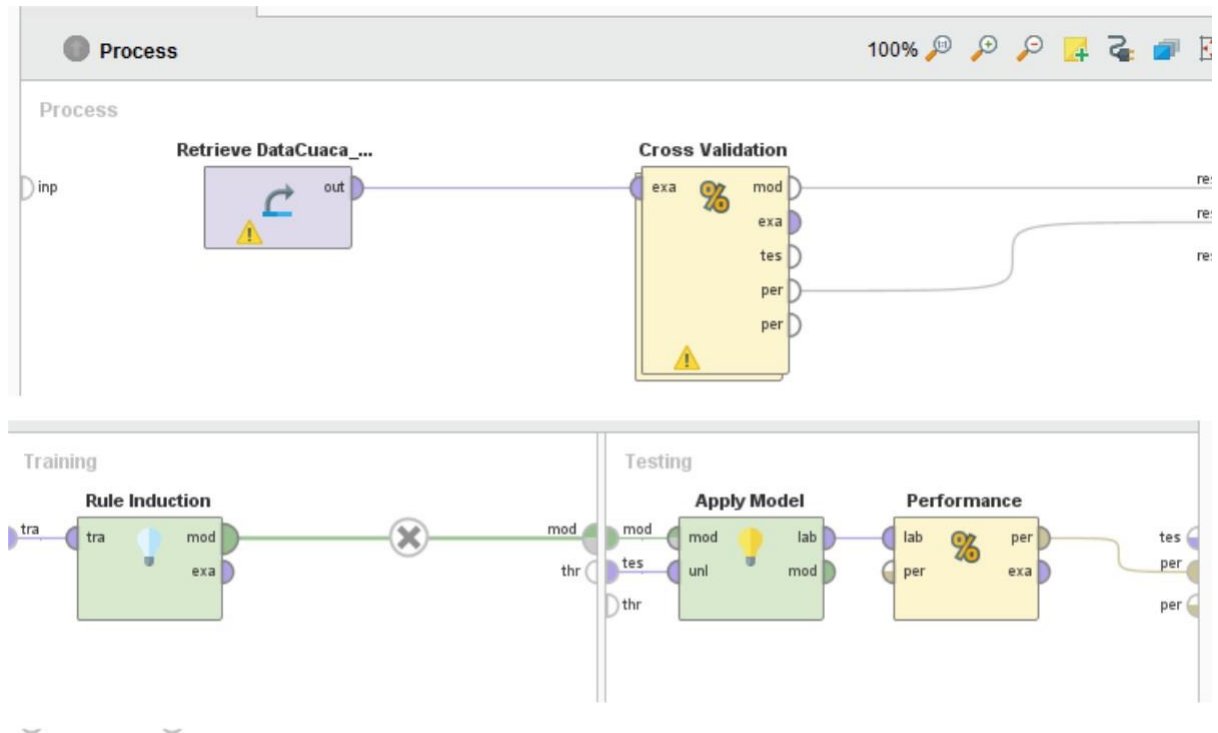 Process
100%
Process
Retrieve DataCuaca_...
Cross Validation
inp
out
exa
mod
exa
tes
per
per
res
res
res
Training
Testing
Rule Induction
Apply Model
Performance
tra
tra
mod
exa
mod
thr
mod
tes
thr
mod
unl
lab
mod
lab
per
per
exa
tes
per
per